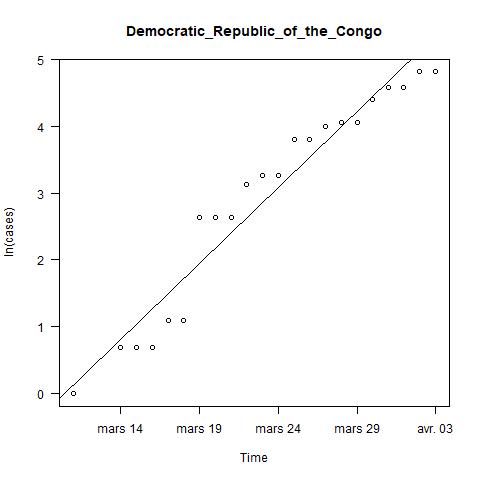 Democratic_Republic_of_the_Congo
5
4
3
2
1
0
ln(cases)
mars 14 mars 19 mars 24 mars 29 avr. 03
Time